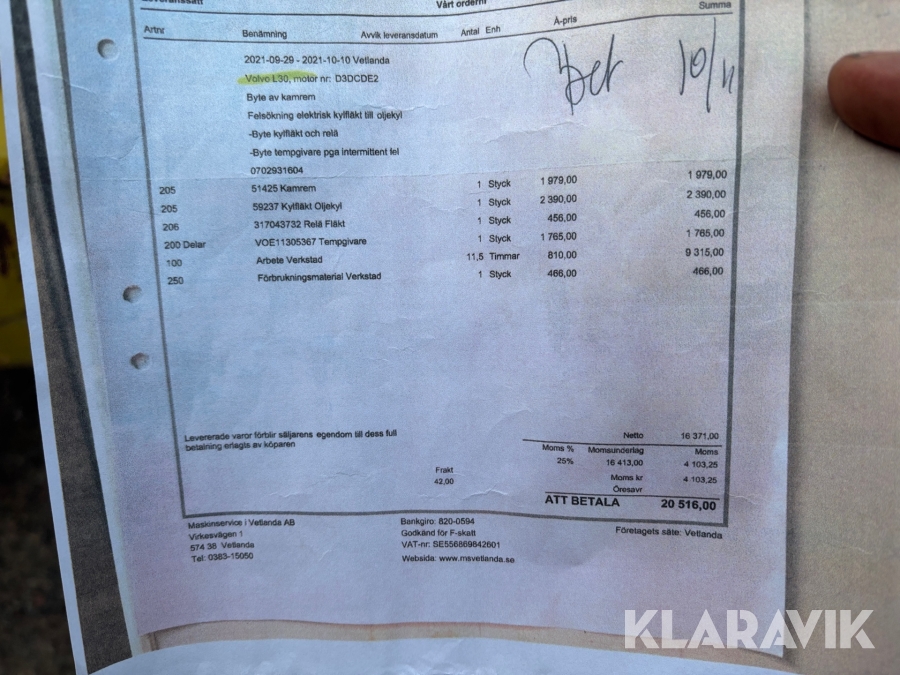 Vårt ordernr
Summa
Artnr Benämning Avvik leveransdatum Antal Enh À-pris
2021-09-29 - 2021-10-10 Vetlanda
Volvo L30, motor nr: D3DCDE2
Byte av kamrem
Felsökning elektrisk kylfläkt till oljekyl
-Byte kylfläkt och relä
-Byte tempgivare pga intermittent fel
0702931604
Bet 10/11
205 51425 Kamrem 1 Styck 1 979,00 1 979,00
205 59237 Kylfläkt Oljekyl 1 Styck 2 390,00 2 390,00
206 317043732 Relä Fläkt 1 Styck 456,00 456,00
200 Delar VOE11305367 Tempgivare 1 Styck 1 765,00 1 765,00
100 Arbete Verkstad 11,5 Timmar 810,00 9 315,00
250 Förbrukningsmaterial Verkstad 1 Styck 466,00 466,00
Levererade varor förblir säljarens egendom till dess full
betalning erlagts av köparen
Netto 16 371,00
Moms % Momsunderlag Moms
25% 16 413,00 4 103,25
Frakt
42,00
Moms kr 4 103,25
Öresavr
ATT BETALA 20 516,00
Maskinservice i Vetlanda AB
Virkesvägen 1
574 38 Vetlanda
Tel: 0383-15050
Bankgiro: 820-0594
Godkänd för F-skatt
VAT-nr: SE556869842601
Websida: www.msvetlanda.se
Företagets säte: Vetlanda
KLARAVIK